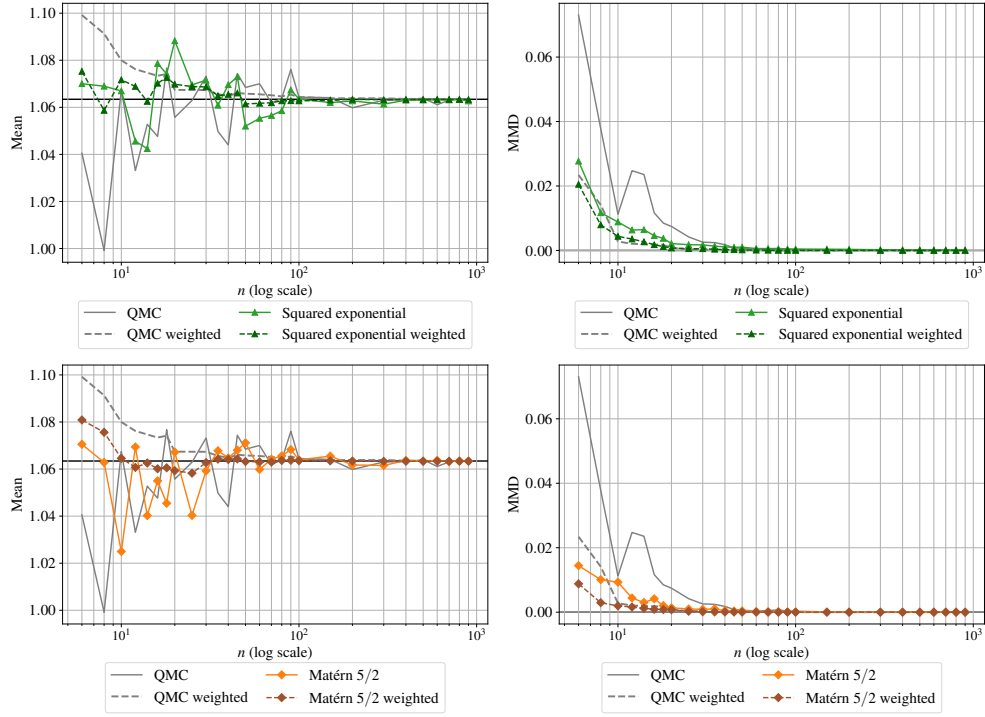 1.10
1.08
1.06
1.04
1.02
1.00
Mean
10¹
10²
10³
n (log scale)
QMC
QMC weighted
Squared exponential
Squared exponential weighted
0.06
0.04
0.02
0.00
MMD
10¹
10²
10³
n (log scale)
QMC
QMC weighted
Squared exponential
Squared exponential weighted
1.10
1.08
1.06
1.04
1.02
1.00
Mean
10¹
10²
10³
n (log scale)
QMC
QMC weighted
Matérn 5/2
Matérn 5/2 weighted
0.06
0.04
0.02
0.00
MMD
10¹
10²
10³
n (log scale)
QMC
QMC weighted
Matérn 5/2
Matérn 5/2 weighted